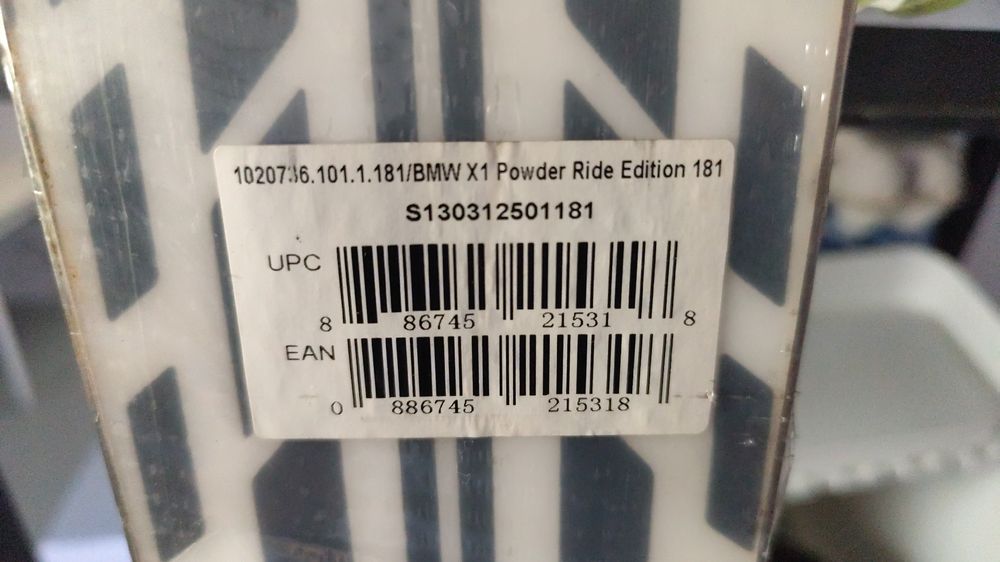 1020736.101.1.181/BMW X1 Powder Ride Edition 181
S130312501181
UPC
8 86745 21531 8
EAN
0 886745 215318